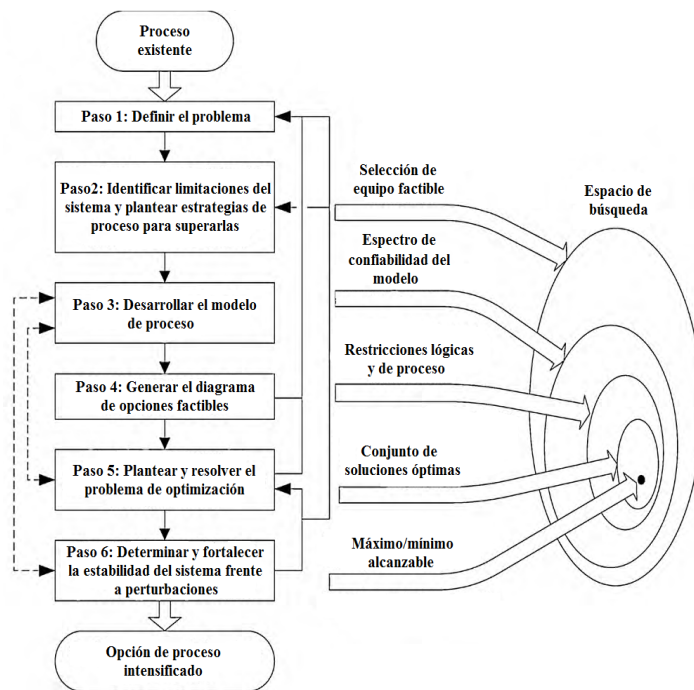 Proceso
existente
Paso 1: Definir el problema
Paso2: Identificar limitaciones del
sistema y plantear estrategias de
proceso para superarlas
Paso 3: Desarrollar el modelo
de proceso
Paso 4: Generar el diagrama
de opciones factibles
Paso 5: Plantear y resolver el
problema de optimización
Paso 6: Determinar y fortalecer
la estabilidad del sistema frente
a perturbaciones
Opción de proceso
intensificado
Selección de
equipo factible
Espectro de
confiabilidad del
modelo
Restricciones lógicas
y de proceso
Conjunto de
soluciones óptimas
Máximo/mínimo
alcanzable
Espacio de
búsqueda